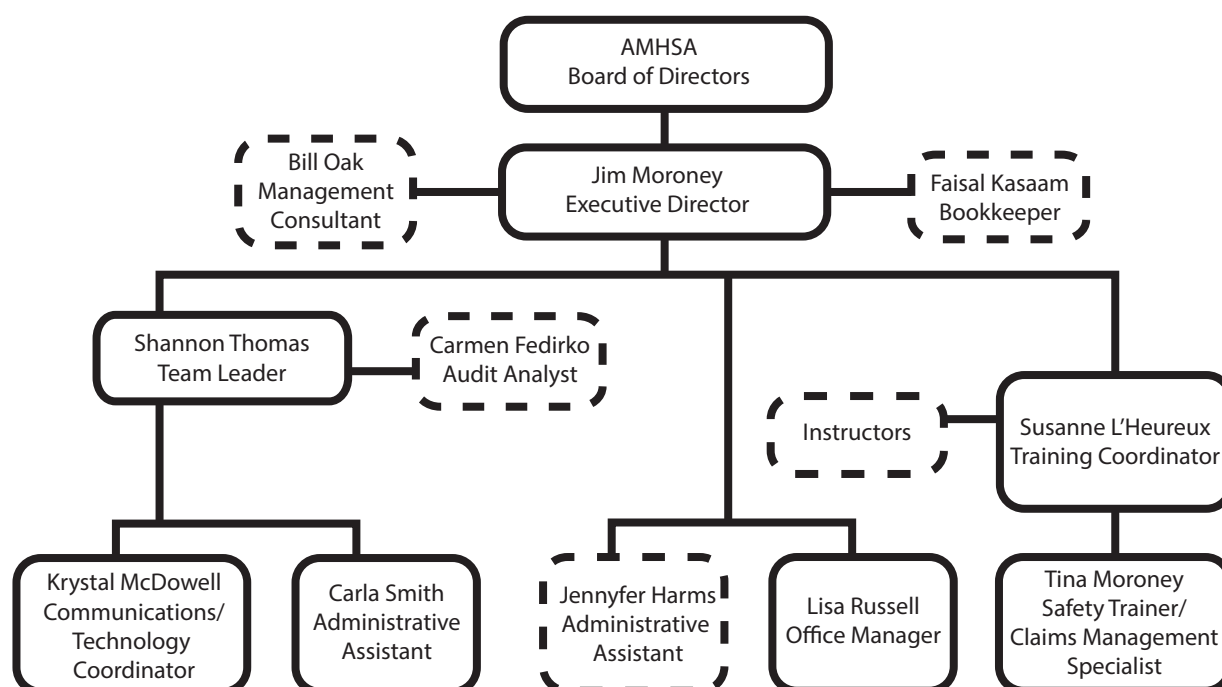 AMHSA
Board of Directors
Bill Oak
Management
Consultant
Jim Moroney
Executive Director
Faisal Kasaam
Bookkeeper
Shannon Thomas
Team Leader
Carmen Fedirko
Audit Analyst
Instructors
Susanne L’Heureux
Training Coordinator
Krystal McDowell
Communications/
Technology
Coordinator
Carla Smith
Administrative
Assistant
Jennyfer Harms
Administrative
Assistant
Lisa Russell
Office Manager
Tina Moroney
Safety Trainer/
Claims Management
Specialist